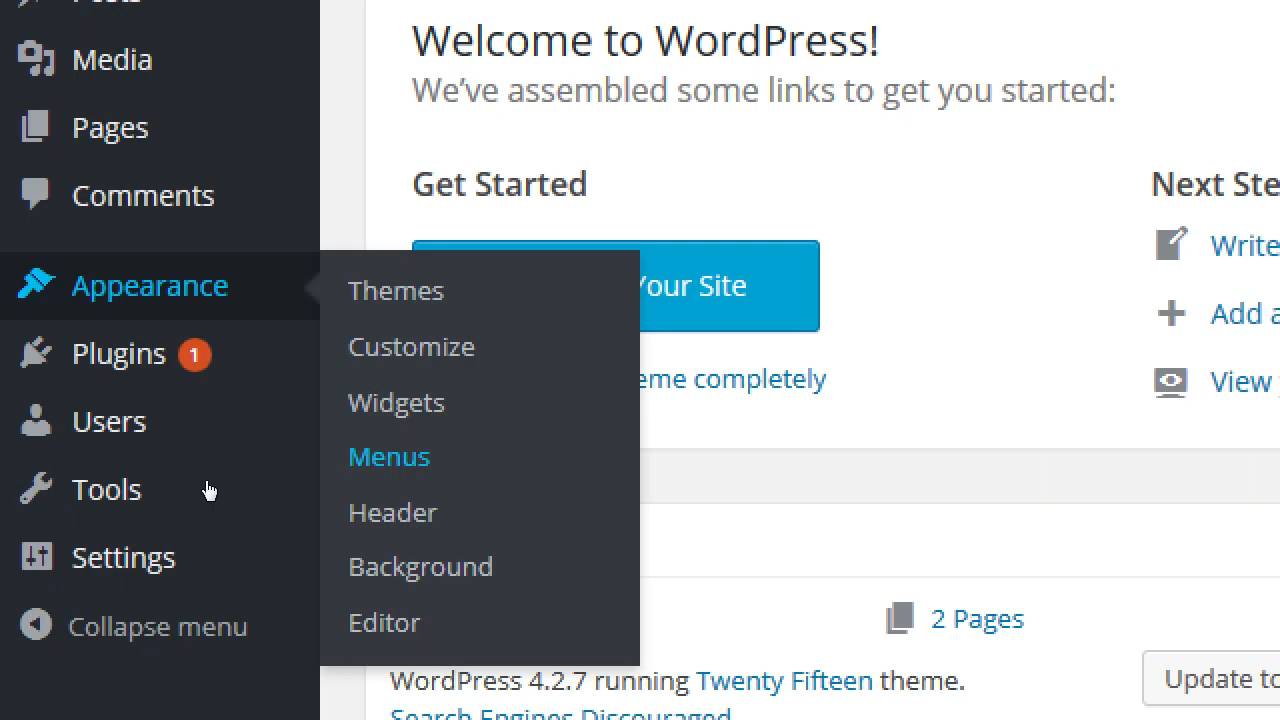 Posts
Media
Pages
Comments
Appearance
Plugins 1
Users
Tools
Settings
Collapse menu
Themes
Customize
Widgets
Menus
Header
Background
Editor
Welcome to WordPress!
We've assembled some links to get you started:
Get Started
Your Site
eme completely
Next Ste
Write
Add a
View
2 Pages
WordPress 4.2.7 running Twenty Fifteen theme.
Update to
Search Engines Discouraged